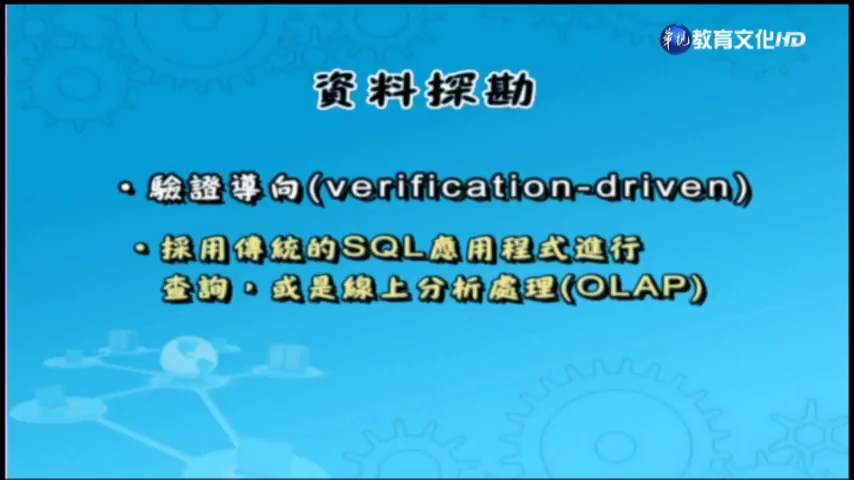 華視 教育文化HD
資料探勘
・驗證導向(verification-driven)
・採用傳統的SQL應用程式進行
查詢，或是線上分析處理(OLAP)